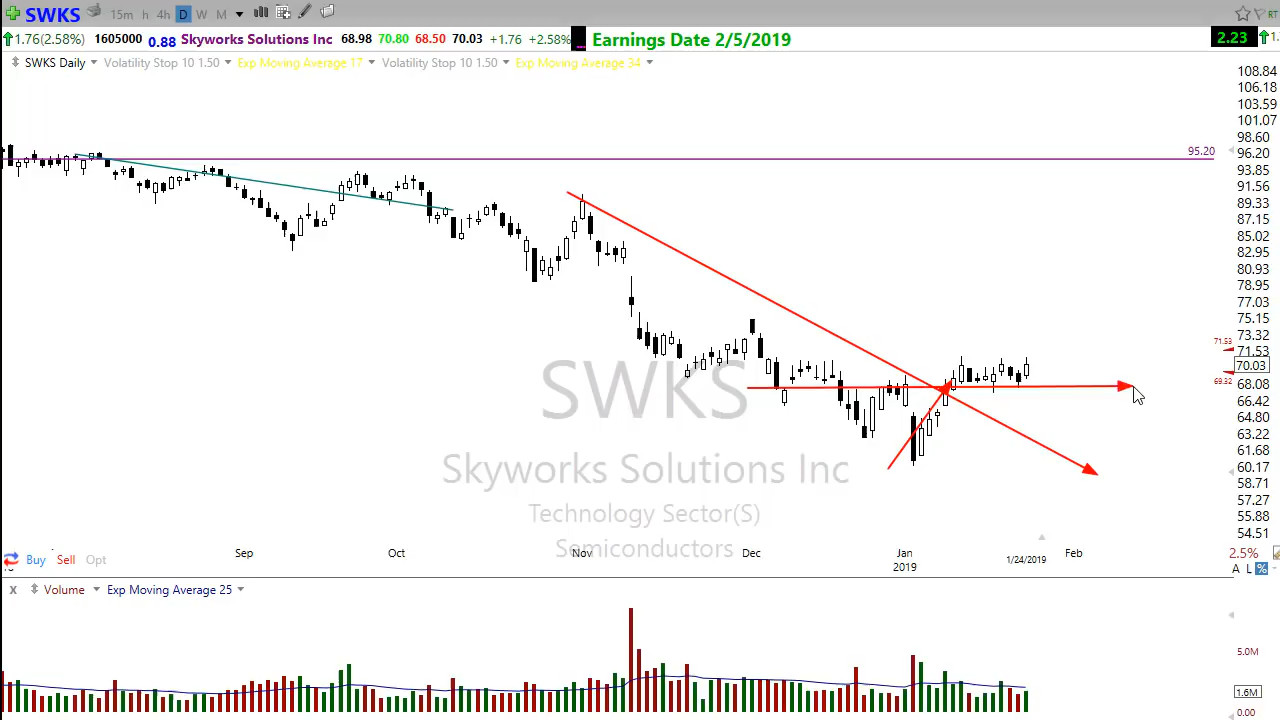 SWKS 15m h 4h D W M RT
1.76(2.58%) 1605000 0.88 Skyworks Solutions Inc 68.98 70.80 68.50 70.03 +1.76 +2.58% Earnings Date 2/5/2019 2.23 1.
SWKS Daily Volatility Stop 10 1.50 Exp Moving Average 17 Volatility Stop 10 1.50 Exp Moving Average 34
108.84
106.18
103.59
101.07
98.60
95.20 96.20
93.85
91.56
89.33
87.15
85.02
82.95
80.93
78.95
77.03
75.15
73.32
71.53 71.53
70.03
69.32 68.08
66.42
64.80
63.22
61.68
60.17
58.71
57.27
55.88
54.51
SWKS
Skyworks Solutions Inc
Technology Sector(S)
Semiconductors
Sep Oct Nov Dec Jan Feb
2019 1/24/2019
Buy Sell Opt 2.5%
A L %
X Volume Exp Moving Average 25
5.0M
1.6M
0.00